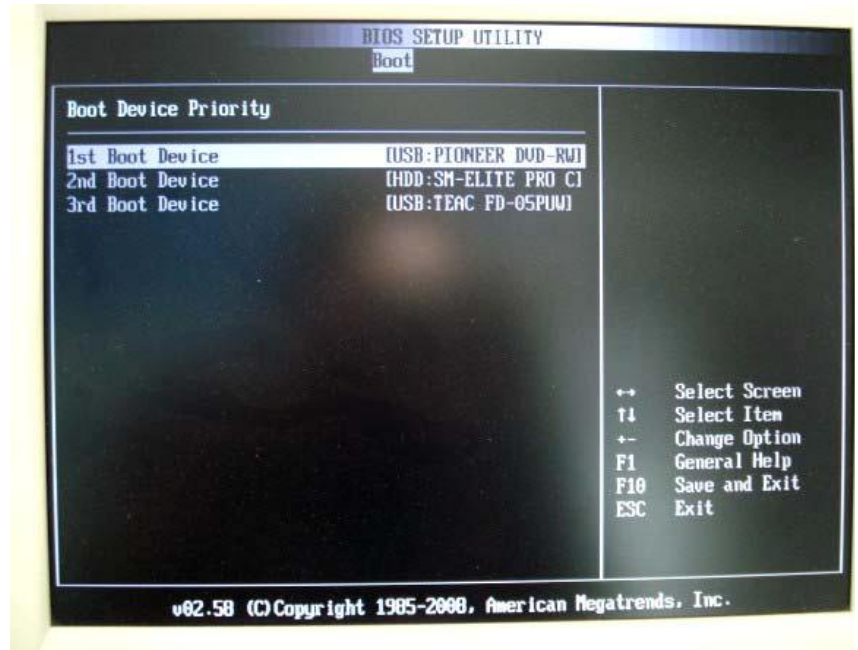 BIOS SETUP UTILITY
Boot
Boot Device Priority
1st Boot Device [USB:PIONEER DVD-RW]
2nd Boot Device [HDD:SM-ELITE PRO C]
3rd Boot Device [USB:TEAC FD-05PUW]
↔ Select Screen
↑↓ Select Item
+- Change Option
F1 General Help
F10 Save and Exit
ESC Exit
v02.58 (C)Copyright 1985-2008, American Megatrends, Inc.